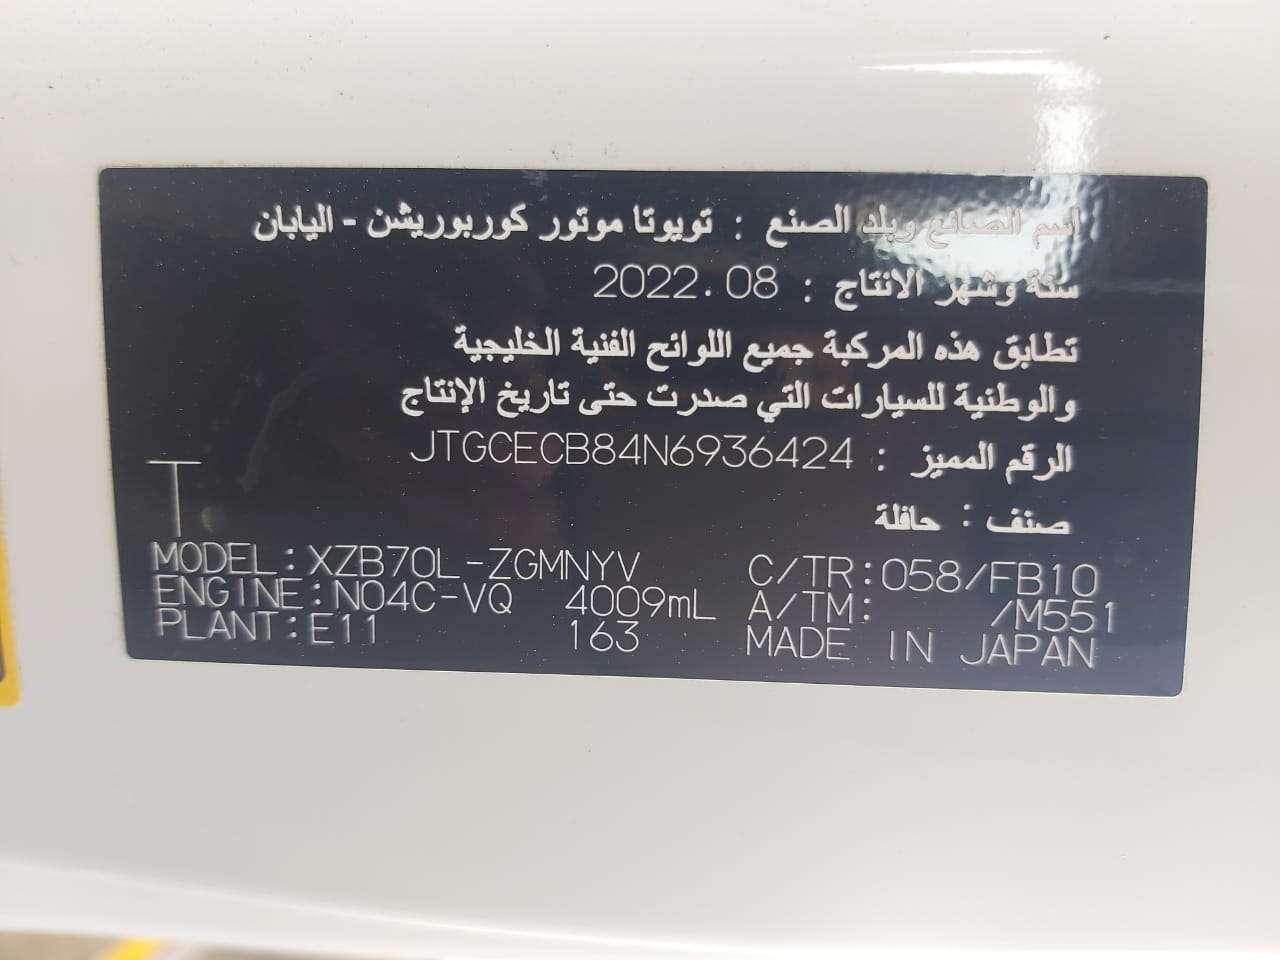 اسم الصانع وبلد الصنع : تويوتا موتور كوربوريشن - اليابان
سنة وشهر الانتاج : 2022.08
تطابق هذه المركبة جميع اللوائح الفنية الخليجية
والوطنية للسيارات التي صدرت حتى تاريخ الإنتاج
الرقم المميز : JTGCECB84N6936424
صنف : حافلة
T
MODEL:XZB70L-ZGMNYV C/TR:058/FB10
ENGINE:N04C-VQ 4009mL A/TM: /M551
PLANT:E11 163 MADE IN JAPAN